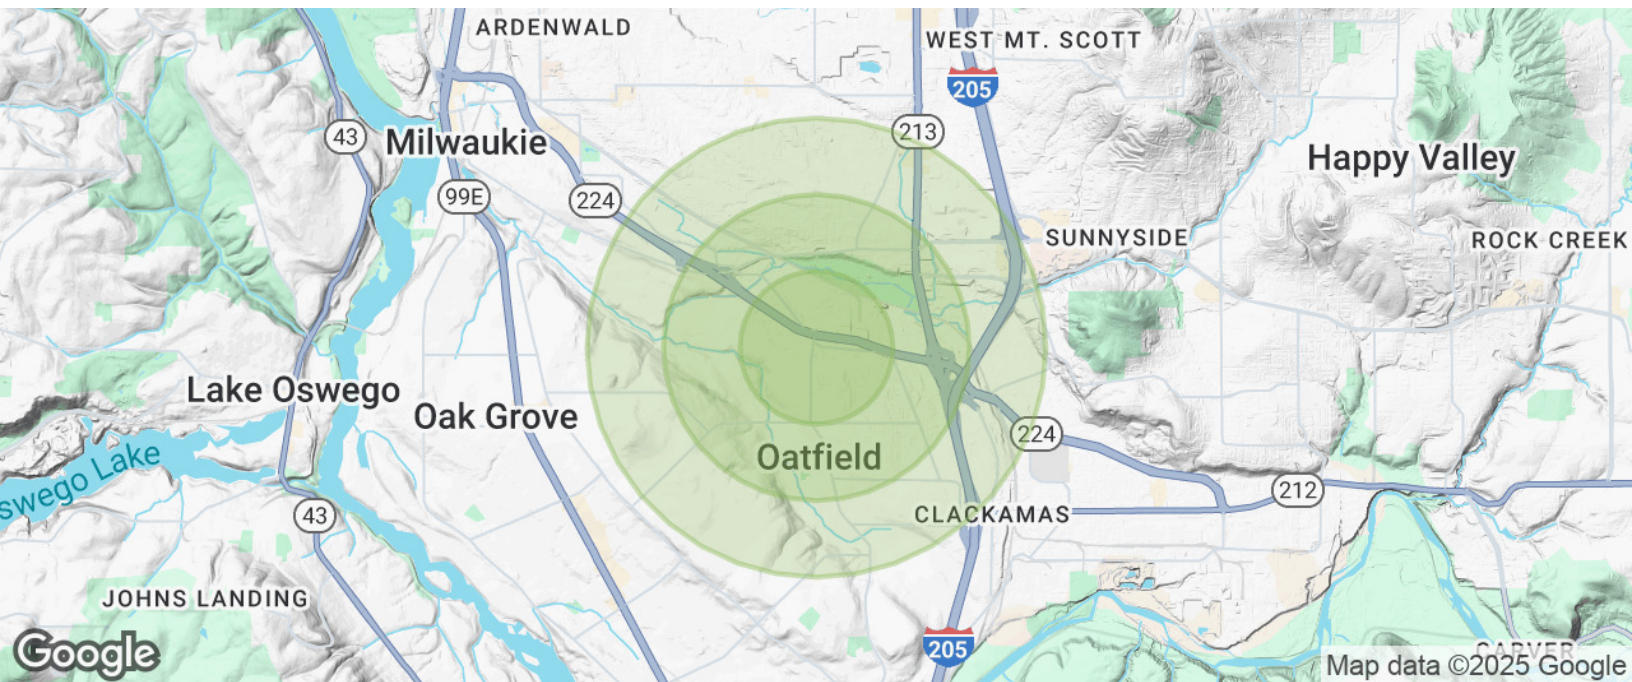 ARDENWALD
WEST MT. SCOTT
205
213
43
Milwaukie
Happy Valley
99E
224
SUNNYSIDE
ROCK CREEK
Lake Oswego
Oak Grove
224
Oatfield
swego Lake
212
43
CLACKAMAS
JOHNS LANDING
205
Google
CARVER
Map data ©2025 Google